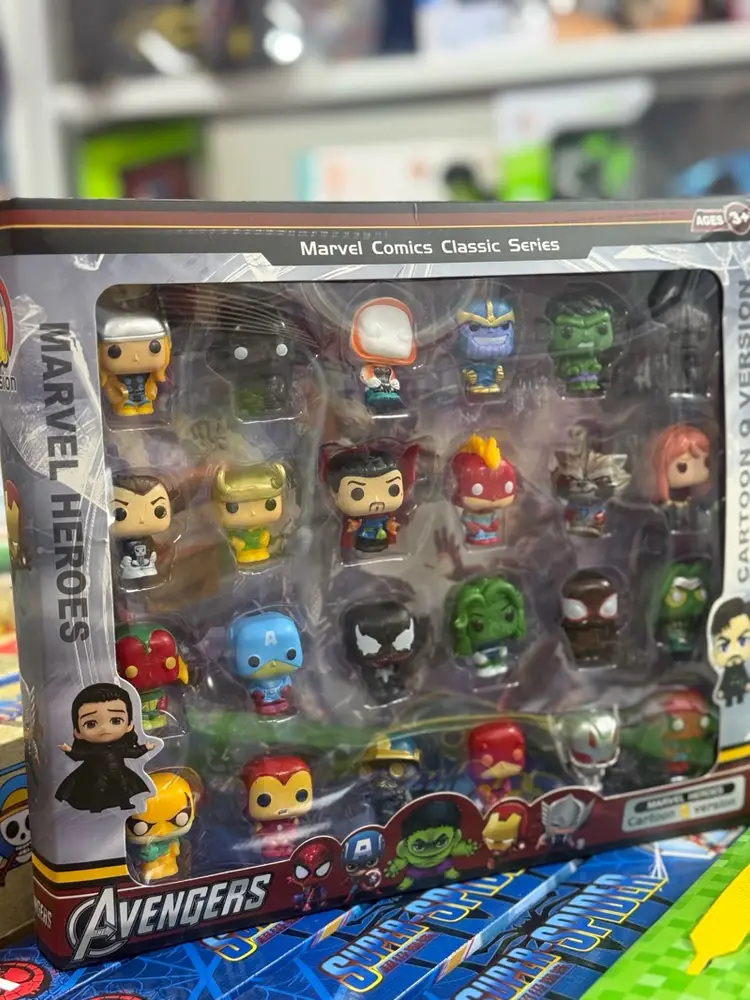 Marvel Comics Classic Series
AGES 3+
MARVEL HEROES
CARTOON Q VERSION
A
MARVEL HEROES
Cartoon Q version
AVENGERS
A
SUPER SPIDER
SUPER SPIDER